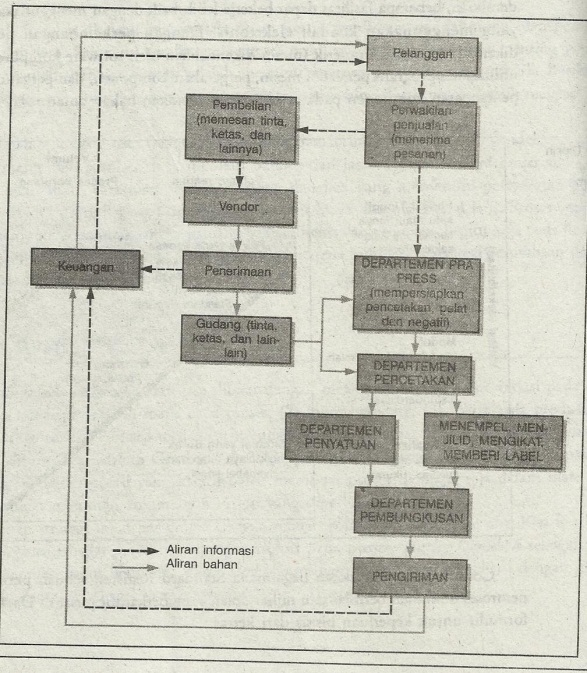 Pelanggan
Pembelian
(memesan tinta,
ketas, dan
lainnya)
Perwakilan
penjualan
(menerima
pesanan)
Vendor
Keuangan
Penerimaan
DEPARTEMEN PRA
PRESS
(mempersiapkan
pencetakan, pelat
dan negatif)
Gudang (tinta,
ketas, dan lain-
lain)
DEPARTEMEN
PERCETAKAN
DEPARTEMEN
PENYATUAN
MENEMPEL, MEN-
JILID, MENGIKAT,
MEMBERI LABEL
DEPARTEMEN
PEMBUNGKUSAN
Aliran informasi
Aliran bahan
PENGIRIMAN